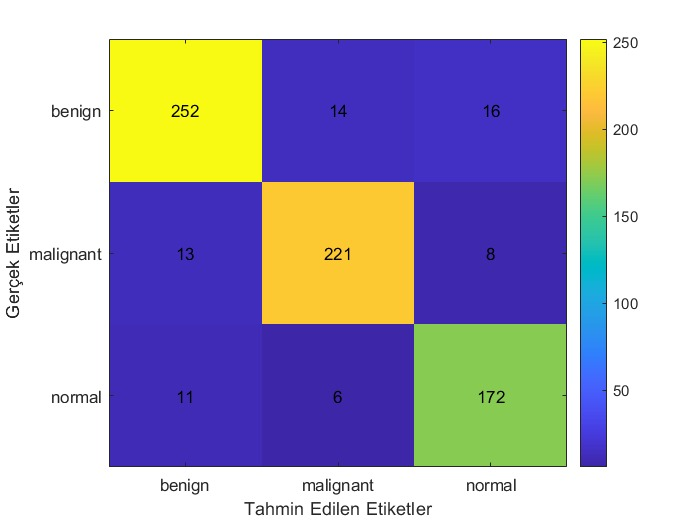 benign
252
14
16
malignant
13
221
8
normal
11
6
172
benign
malignant
normal
Tahmin Edilen Etiketler
Gerçek Etiketler
250
200
150
100
50